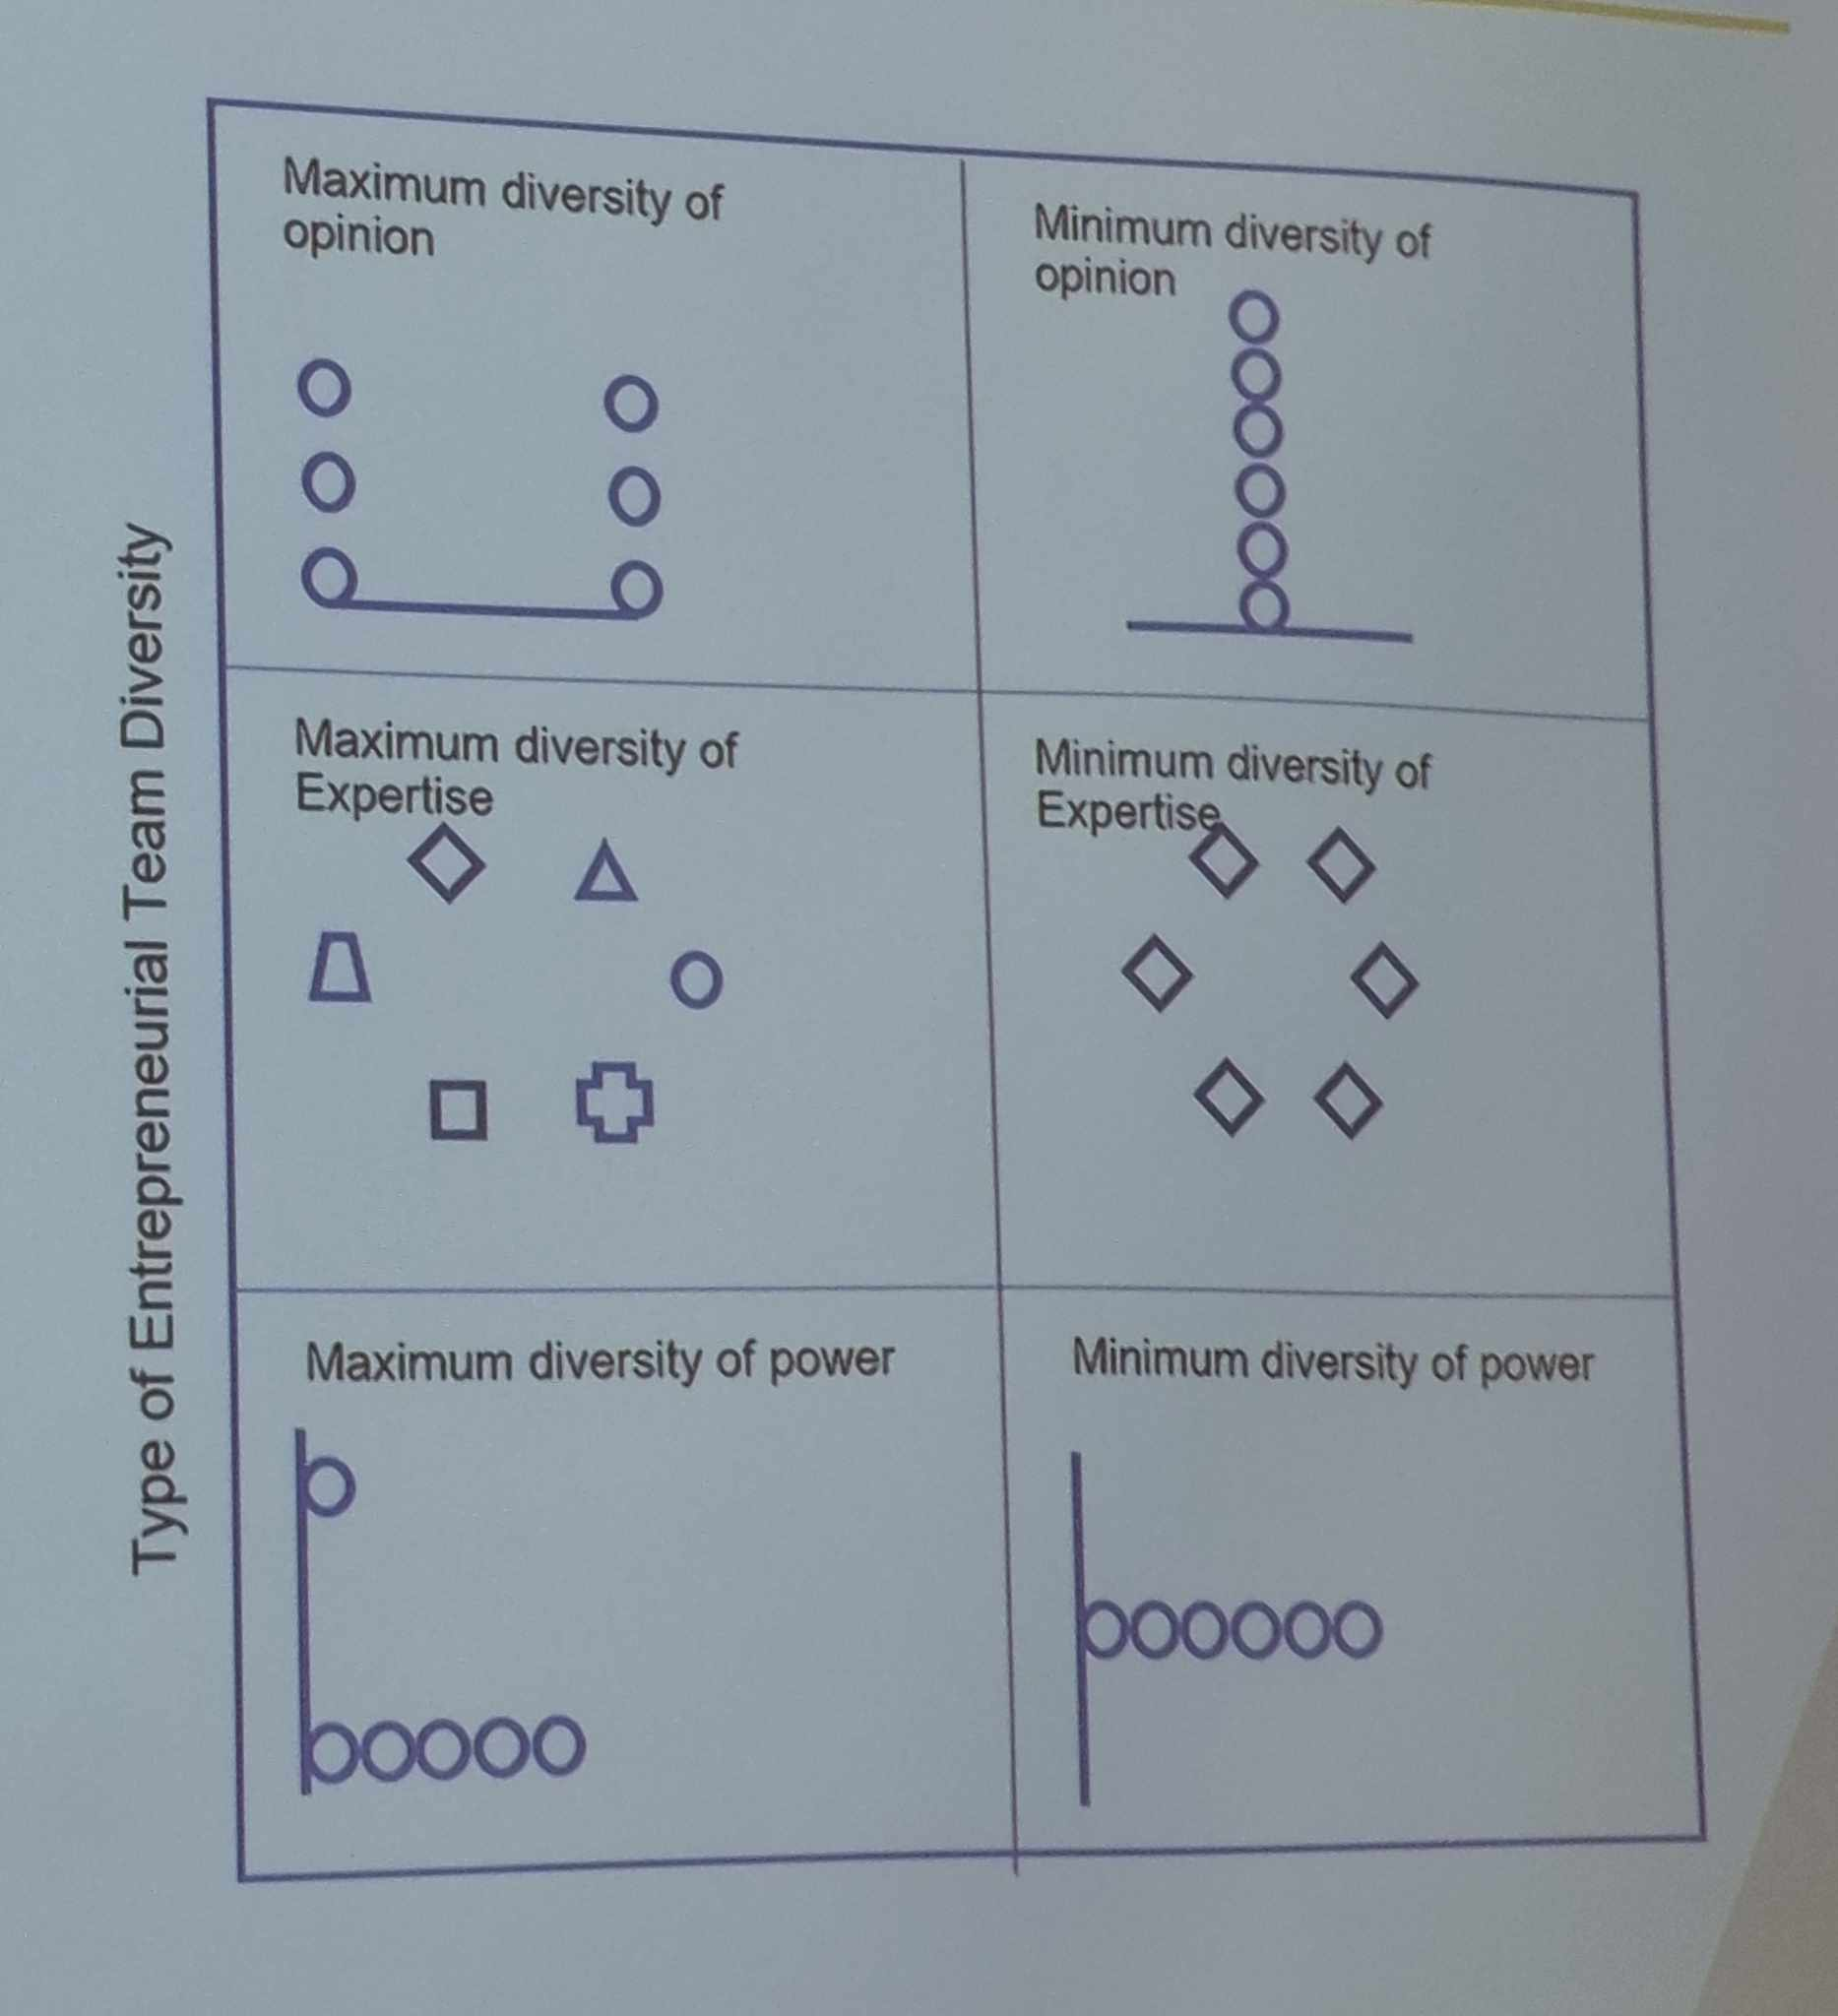 Type of Entrepreneurial Team Diversity
Maximum diversity of
opinion
Minimum diversity of
opinion
Maximum diversity of
Expertise
Minimum diversity of
Expertise
Maximum diversity of power
Minimum diversity of power